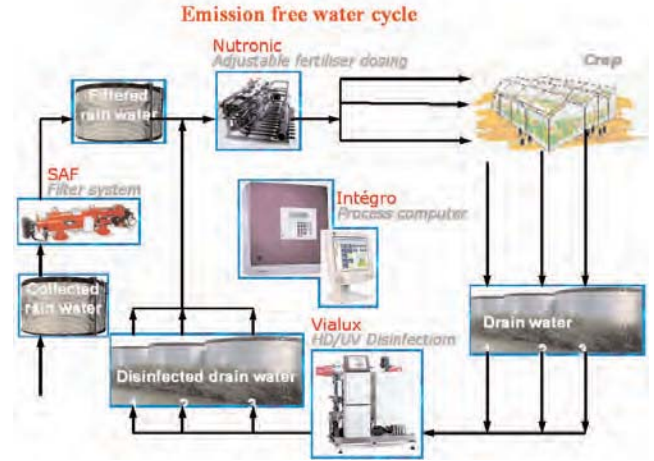 Emission free water cycle
Nutronic
Adjustable fertiliser dosing
Crop
Filtered
rain water
SAF
Filter system
Intégro
Process computer
Collected
rain water
Vialux
HD/UV Disinfectiom
Drain water
1 2 3
Disinfected drain water
1 2 3